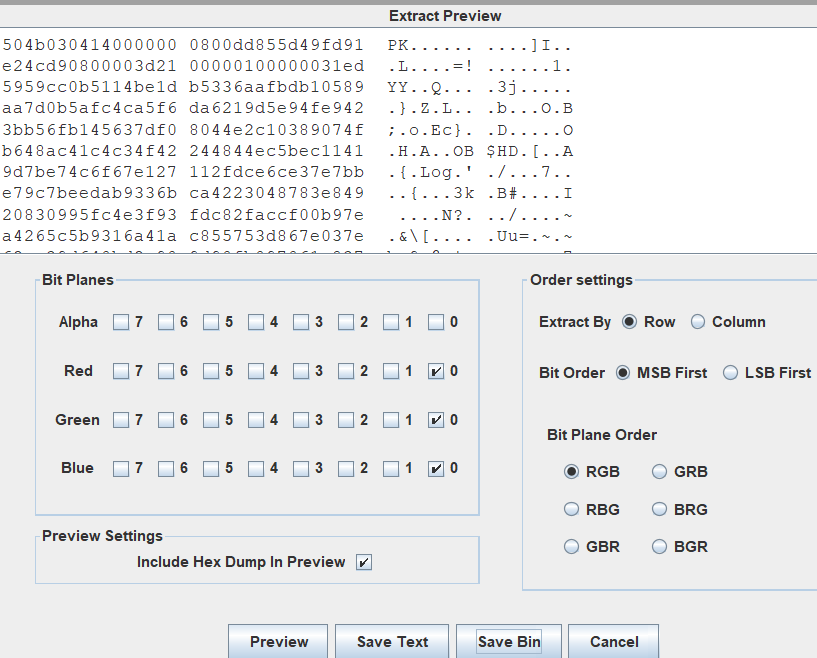 Extract Preview
504b030414000000 0800dd855d49fd91 PK...... ....]I..
e24cd90800003d21 00000100000031ed .L....=! ......1.
5959cc0b5114be1d b5336aafbdb10589 YY..Q... .3j.....
aa7d0b5afc4ca5f6 da6219d5e94fe942 .}.Z.L.. .b...O.B
3bb56fb145637df0 8044e2c10389074f ;.o.Ec}. .D.....O
b648ac41c4c34f42 244844ec5bec1141 .H.A..OB $HD.[..A
9d7be74c6f67e127 112fdce6ce37e7bb .{.Log.' ./...7..
e79c7beedab9336b ca4223048783e849 ..{...3k .B#....I
20830995fc4e3f93 fdc82faccf00b97e ....N?. ../....~
a4265c5b9316a41a c855753d867e037e .&\[.... .Uu=.~.~
Bit Planes
Alpha 7 6 5 4 3 2 1 0
Red 7 6 5 4 3 2 1 0
Green 7 6 5 4 3 2 1 0
Blue 7 6 5 4 3 2 1 0
Preview Settings
Include Hex Dump In Preview
Order settings
Extract By Row Column
Bit Order MSB First LSB First
Bit Plane Order
RGB GRB
RBG BRG
GBR BGR
Preview Save Text Save Bin Cancel